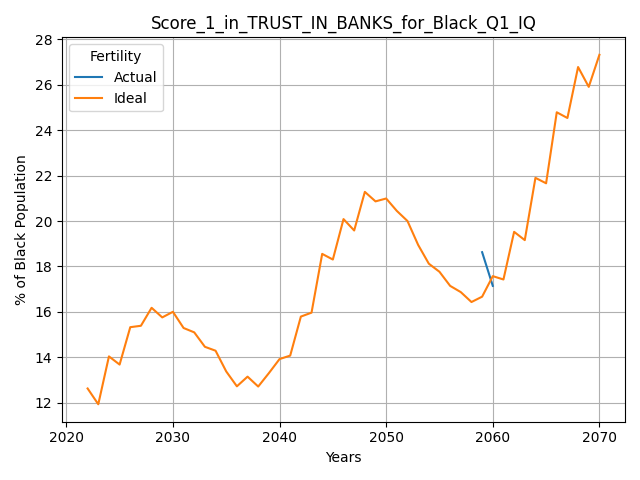 Score_1_in_TRUST_IN_BANKS_for_Black_Q1_IQ
Fertility
Actual
Ideal
% of Black Population
28
26
24
22
20
18
16
14
12
2020 2030 2040 2050 2060 2070
Years